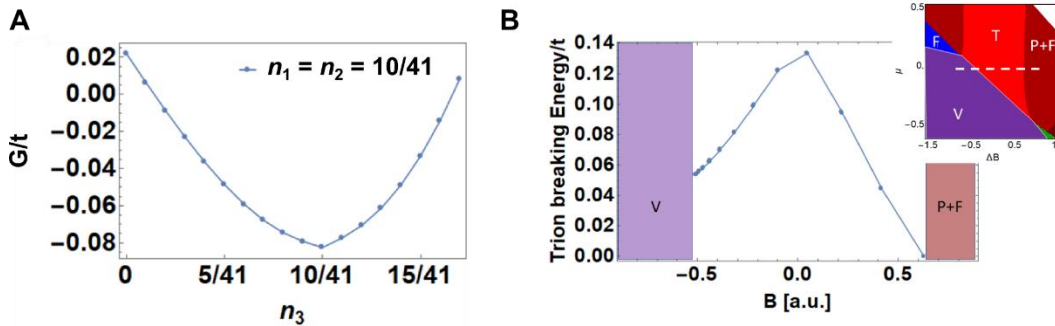 A
G/t
0.02
0.00
−0.02
−0.04
−0.06
−0.08
n1 = n2 = 10/41
0
5/41
10/41
15/41
n3
B
Trion breaking Energy/t
0.14
0.12
0.10
0.08
0.06
0.04
0.02
0.00
V
P+F
−0.5
0.0
0.5
B [a.u.]
0.5
0.
−0.5
μ
F
T
P+F
V
−1.5
−0.5
0.5
1
ΔB